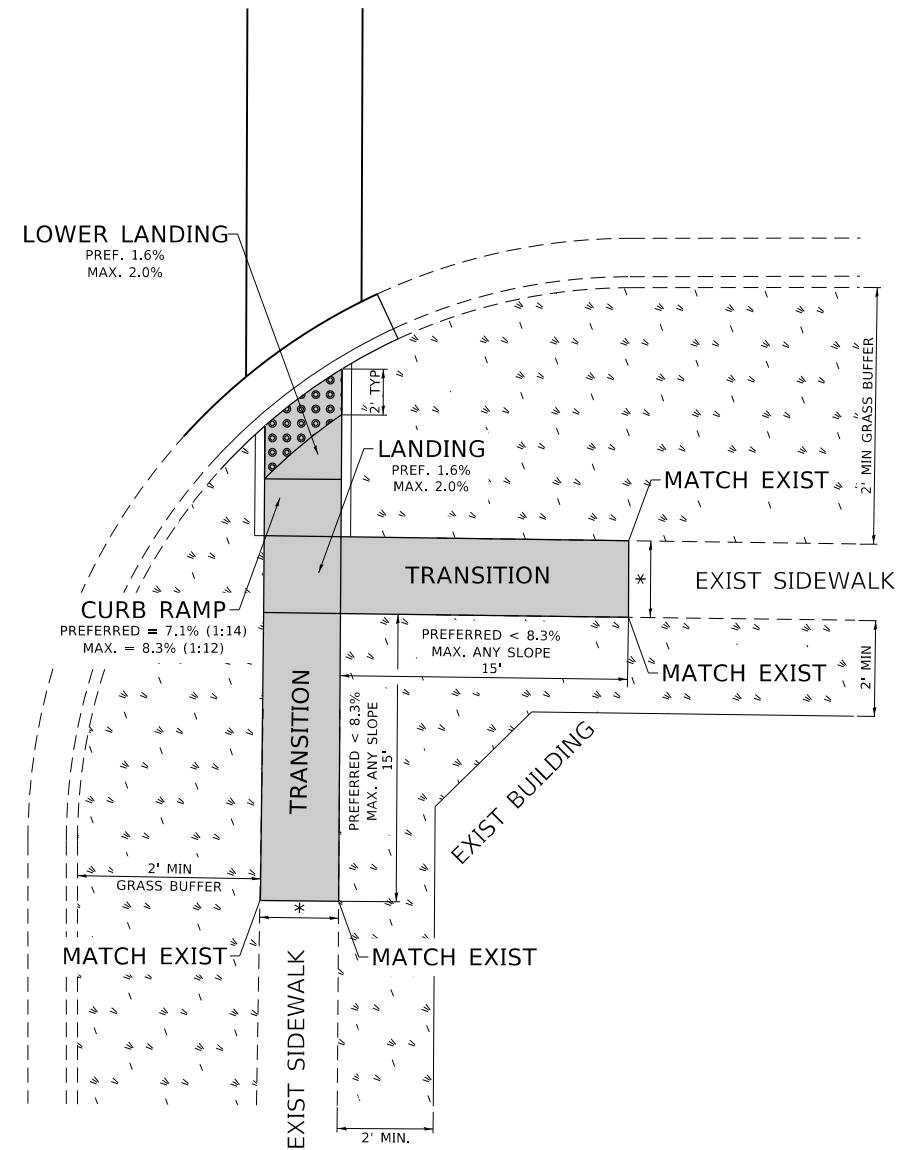 LOWER LANDING
PREF. 1.6%
MAX. 2.0%
2' TYP
LANDING
PREF. 1.6%
MAX. 2.0%
2' MIN GRASS BUFFER
MATCH EXIST
TRANSITION
*
EXIST SIDEWALK
CURB RAMP
PREFERRED = 7.1% (1:14)
MAX. = 8.3% (1:12)
PREFERRED < 8.3%
MAX. ANY SLOPE
15'
MATCH EXIST
2' MIN
TRANSITION
PREFERRED < 8.3%
MAX. ANY SLOPE
15'
EXIST BUILDING
2' MIN
GRASS BUFFER
*
MATCH EXIST
MATCH EXIST
EXIST SIDEWALK
2' MIN.